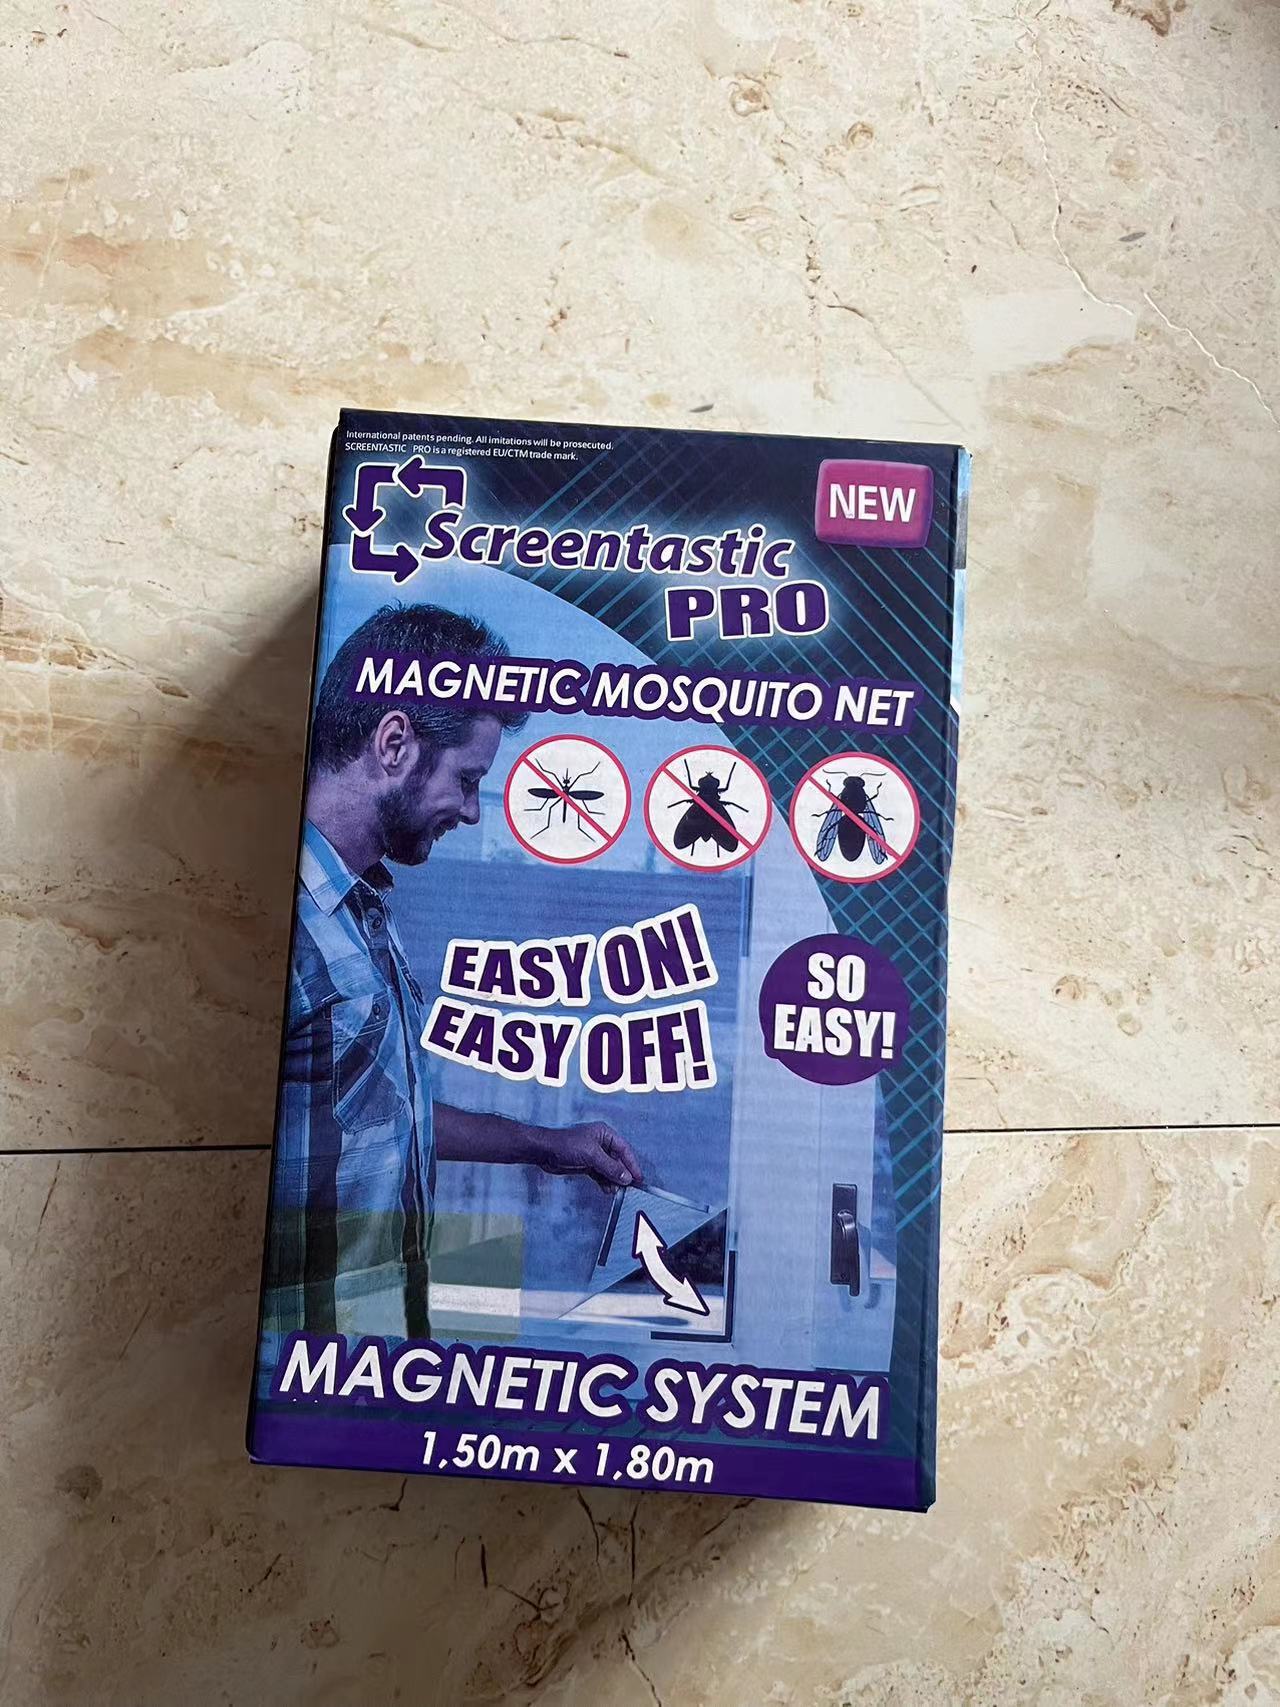 International patents pending. All imitations will be prosecuted.
SCREENTASTIC PRO is a registered EU/CTM trade mark.
NEW
Screentastic
PRO
MAGNETIC MOSQUITO NET
EASY ON!
EASY OFF!
SO
EASY!
MAGNETIC SYSTEM
1,50m x 1,80m